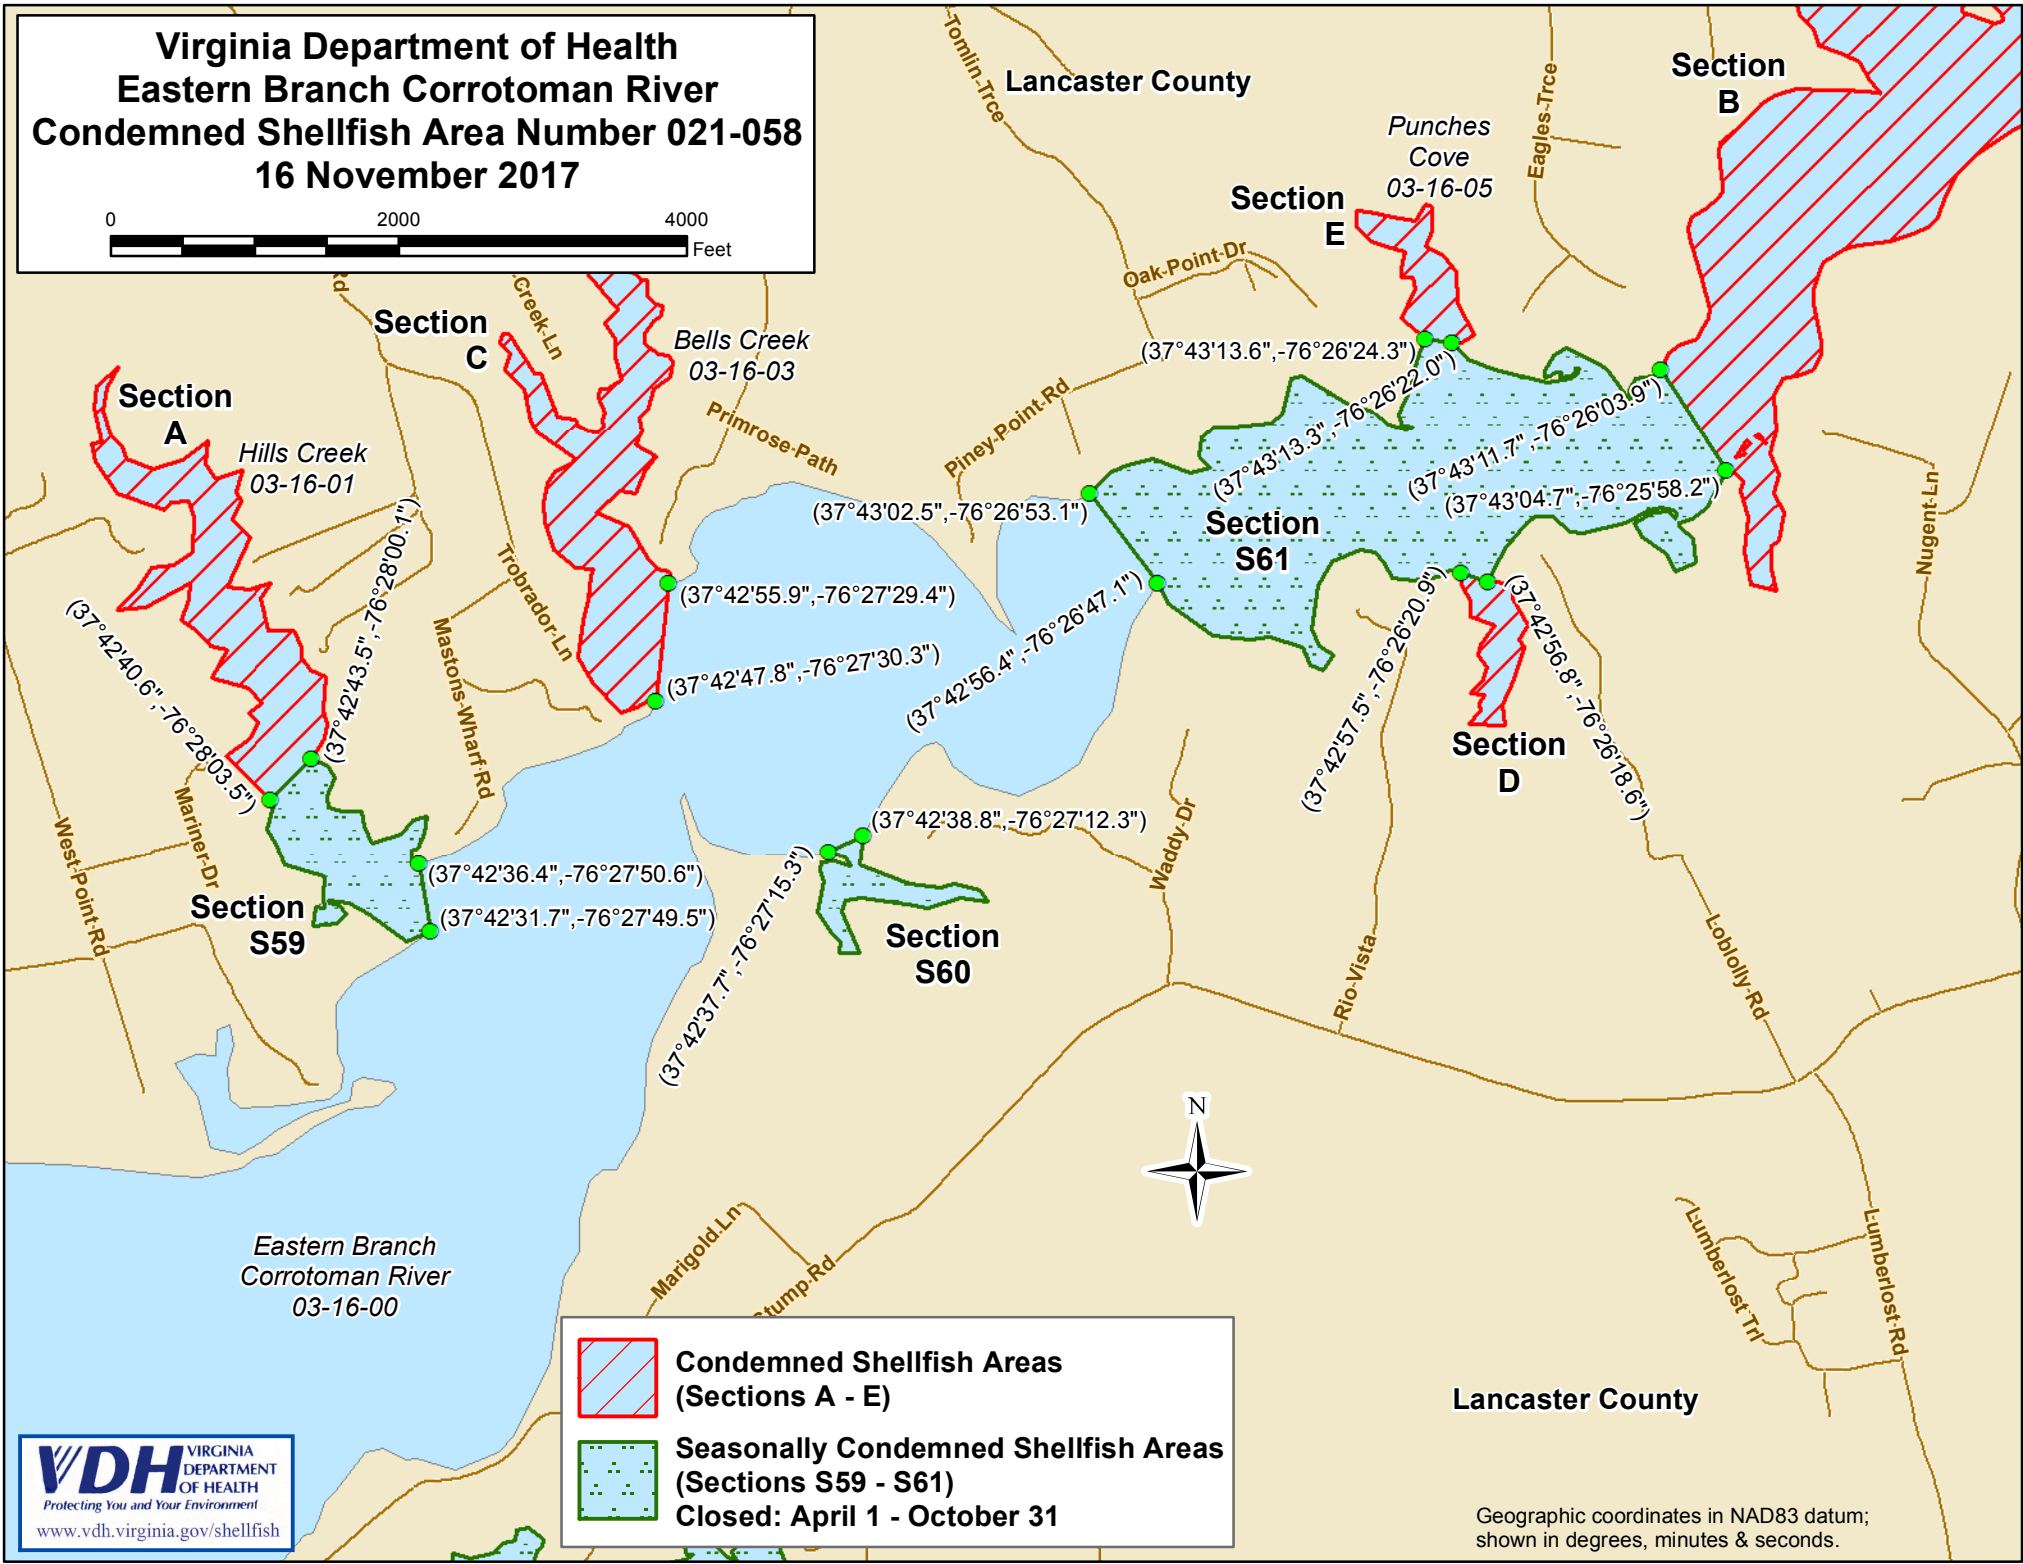 Virginia Department of Health
Eastern Branch Corrotoman River
Condemned Shellfish Area Number 021-058
16 November 2017
0 2000 4000
Feet
Tomlin Trce
Lancaster County
Eagles Trce
Section
B
Punches
Cove
03-16-05
Section
E
Oak Point Dr
Rd
Creek Ln
Section
C
Bells Creek
03-16-03
(37°43'13.6",-76°26'24.3")
(37°43'13.3",-76°26'22.0")
(37°43'11.7",-76°26'03.9")
(37°43'04.7",-76°25'58.2")
Section
A
Hills Creek
03-16-01
Primrose Path
Piney Point Rd
(37°43'02.5",-76°26'53.1")
Section
S61
Nugent Ln
(37°42'43.5",-76°28'00.1")
(37°42'40.6",-76°28'03.5")
Trobrador Ln
Mastons Wharf Rd
(37°42'55.9",-76°27'29.4")
(37°42'47.8",-76°27'30.3")
(37°42'56.4",-76°26'47.1")
(37°42'57.5",-76°26'20.9")
(37°42'56.8",-76°26'18.6")
Section
D
West Point Rd
Mariner Dr
(37°42'38.8",-76°27'12.3")
(37°42'37.7",-76°27'15.3")
Waddy Dr
(37°42'36.4",-76°27'50.6")
(37°42'31.7",-76°27'49.5")
Section
S59
Section
S60
Rio Vista
Loblolly Rd
N
Eastern Branch
Corrotoman River
03-16-00
Marigold Ln
Stump Rd
Lumberlost Trl
Lumberlost Rd
Condemned Shellfish Areas
(Sections A - E)
Seasonally Condemned Shellfish Areas
(Sections S59 - S61)
Closed: April 1 - October 31
Lancaster County
VDH VIRGINIA
DEPARTMENT
OF HEALTH
Protecting You and Your Environment
www.vdh.virginia.gov/shellfish
Geographic coordinates in NAD83 datum;
shown in degrees, minutes & seconds.